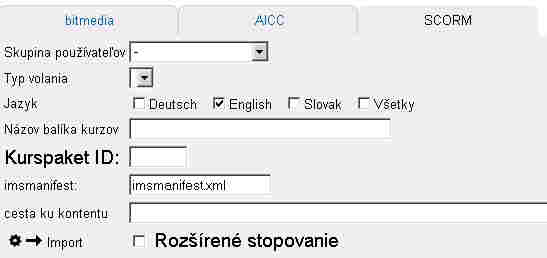 bitmedia AICC SCORM
Skupina používateľov -
Typ volania
Jazyk Deutsch English Slovak Všetky
Názov balíka kurzov
Kurspaket ID:
imsmanifest: imsmanifest.xml
cesta ku kontentu
Import Rozšírené stopovanie